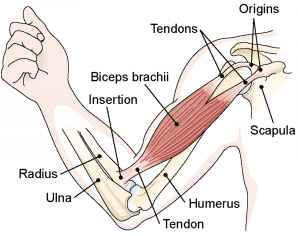 Origins
Tendons
Biceps brachii
Insertion
Scapula
Radius
Ulna
Humerus
Tendon